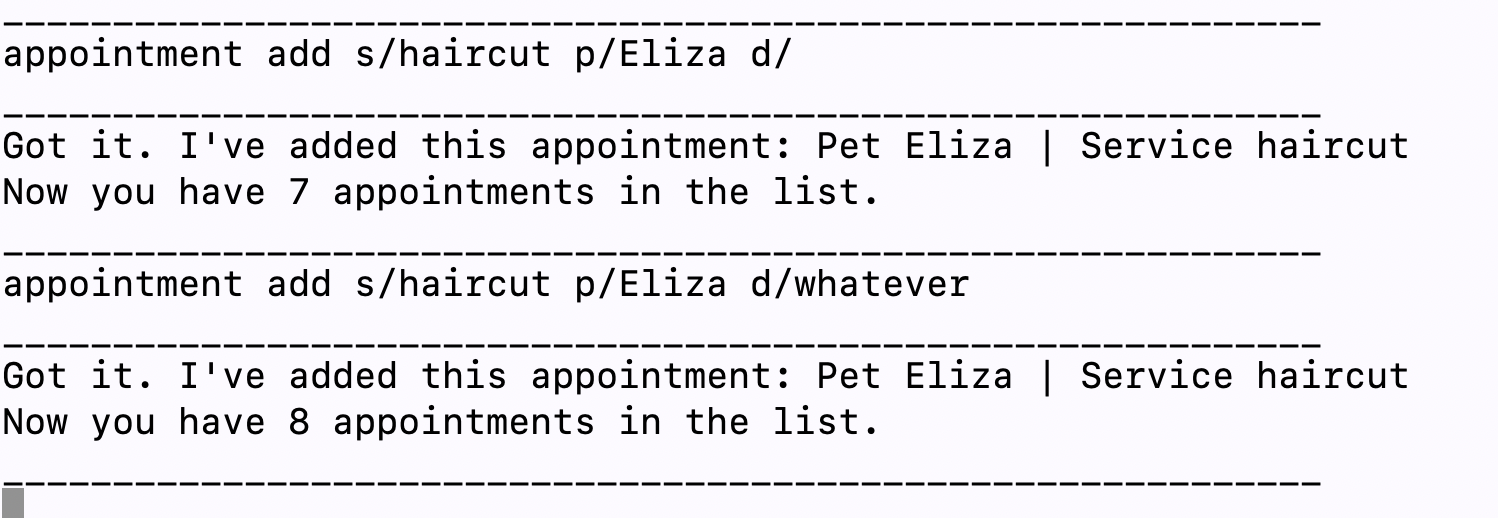 ____________________________________________________________
appointment add s/haircut p/Eliza d/
____________________________________________________________
Got it. I've added this appointment: Pet Eliza | Service haircut
Now you have 7 appointments in the list.
____________________________________________________________
appointment add s/haircut p/Eliza d/whatever
____________________________________________________________
Got it. I've added this appointment: Pet Eliza | Service haircut
Now you have 8 appointments in the list.
____________________________________________________________